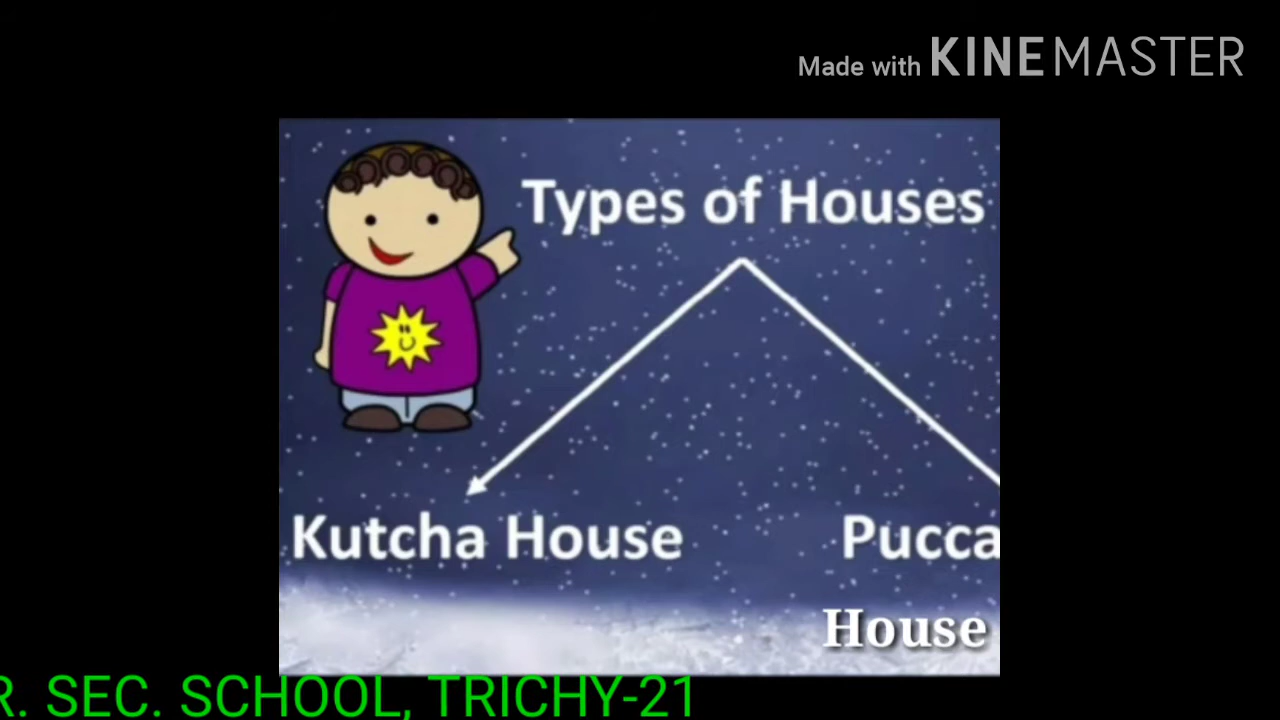 Made with KINEMASTER
Types of Houses
Kutcha House Pucca
House
R. SEC. SCHOOL, TRICHY-21